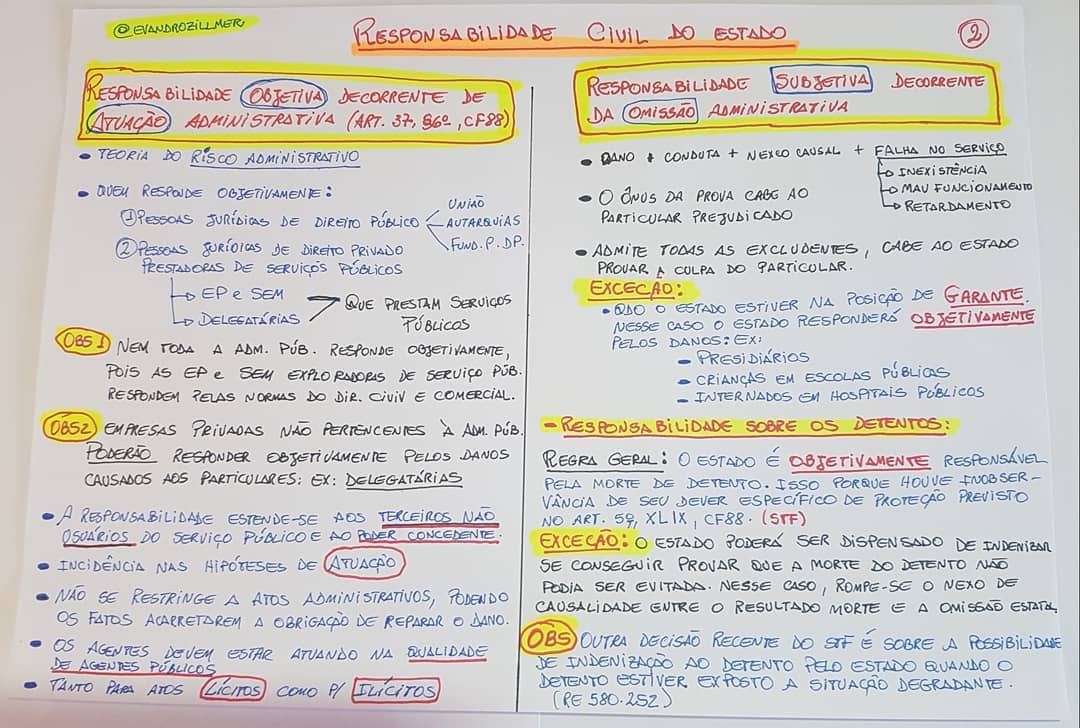 @EVANDROZILLMER
RESPONSABILIDADE CIVIL DO ESTADO
2
RESPONSABILIDADE OBJETIVA DECORRENTE DE
ATUAÇÃO ADMINISTRATIVA (ART. 37, §6º, CF88)
• TEORIA DO RISCO ADMINISTRATIVO
• QUEM RESPONDE OBJETIVAMENTE:
① PESSOAS JURÍDICAS DE DIREITO PÚBLICO
UNIÃO
AUTARQUIAS
FUND. P. DP.
② PESSOAS JURÍDICAS DE DIREITO PRIVADO
PRESTADORAS DE SERVIÇOS PÚBLICOS
→ EP e SEM
→ DELEGATÁRIAS
QUE PRESTAM SERVIÇOS
PÚBLICOS
OBS 1 NEM TODA A ADM. PÚB. RESPONDE OBJETIVAMENTE,
POIS AS EP e SEM EXPLORADORAS DE SERVIÇO PÚB.
RESPONDEM PELAS NORMAS DO DIR. CIVIV E COMERCIAL.
OBS2 EMPRESAS PRIVADAS NÃO PERTENCENTES À ADM. PÚB.
PODERÃO RESPONDER OBJETIVAMENTE PELOS DANOS
CAUSADOS AOS PARTICULARES: EX: DELEGATÁRIAS
• A RESPONSABILIDADE ESTENDE-SE AOS TERCEIROS NÃO
USUÁRIOS DO SERVIÇO PÚBLICO E AO PODER CONCEDENTE.
• INCIDÊNCIA NAS HIPÓTESES DE ATUAÇÃO
• NÃO SE RESTRINGE A ATOS ADMINISTRATIVOS, PODENDO
OS FATOS ACARRETAREM A OBRIGAÇÃO DE REPARAR O DANO.
• OS AGENTES DEVEM ESTAR ATUANDO NA QUALIDADE
DE AGENTES PÚBLICOS
• TANTO PARA ATOS LÍCITOS COMO P/ ILÍCITOS
RESPONSABILIDADE SUBJETIVA DECORRENTE
DA OMISSÃO ADMINISTRATIVA
• DANO + CONDUTA + NEXO CAUSAL + FALHA NO SERVIÇO
→ INEXISTÊNCIA
→ MAU FUNCIONAMENTO
→ RETARDAMENTO
• O ÔNUS DA PROVA CABE AO
PARTICULAR PREJUDICADO
• ADMITE TODAS AS EXCLUDENTES, CABE AO ESTADO
PROVAR A CULPA DO PARTICULAR.
EXCEÇÃO:
• QDO O ESTADO ESTIVER NA POSIÇÃO DE GARANTE.
NESSE CASO O ESTADO RESPONDERÁ OBJETIVAMENTE
PELOS DANOS: EX:
- PRESIDIÁRIOS
- CRIANÇAS EM ESCOLAS PÚBLICAS
- INTERNADOS EM HOSPITAIS PÚBLICOS
- RESPONSABILIDADE SOBRE OS DETENTOS:
REGRA GERAL: O ESTADO É OBJETIVAMENTE RESPONSÁVEL
PELA MORTE DE DETENTO. ISSO PORQUE HOUVE INOBSER-
VÂNCIA DE SEU DEVER ESPECÍFICO DE PROTEÇÃO PREVISTO
NO ART. 5º, XLIX, CF88. (STF)
EXCEÇÃO: O ESTADO PODERÁ SER DISPENSADO DE INDENIZAR
SE CONSEGUIR PROVAR QUE A MORTE DO DETENTO NÃO
PODIA SER EVITADA. NESSE CASO, ROMPE-SE O NEXO DE
CAUSALIDADE ENTRE O RESULTADO MORTE E A OMISSÃO ESTATAL
OBS OUTRA DECISÃO RECENTE DO STF É SOBRE A POSSIBILIDADE
DE INDENIZAÇÃO AO DETENTO PELO ESTADO QUANDO O
DETENTO ESTIVER EXPOSTO A SITUAÇÃO DEGRADANTE.
(RE 580.252)